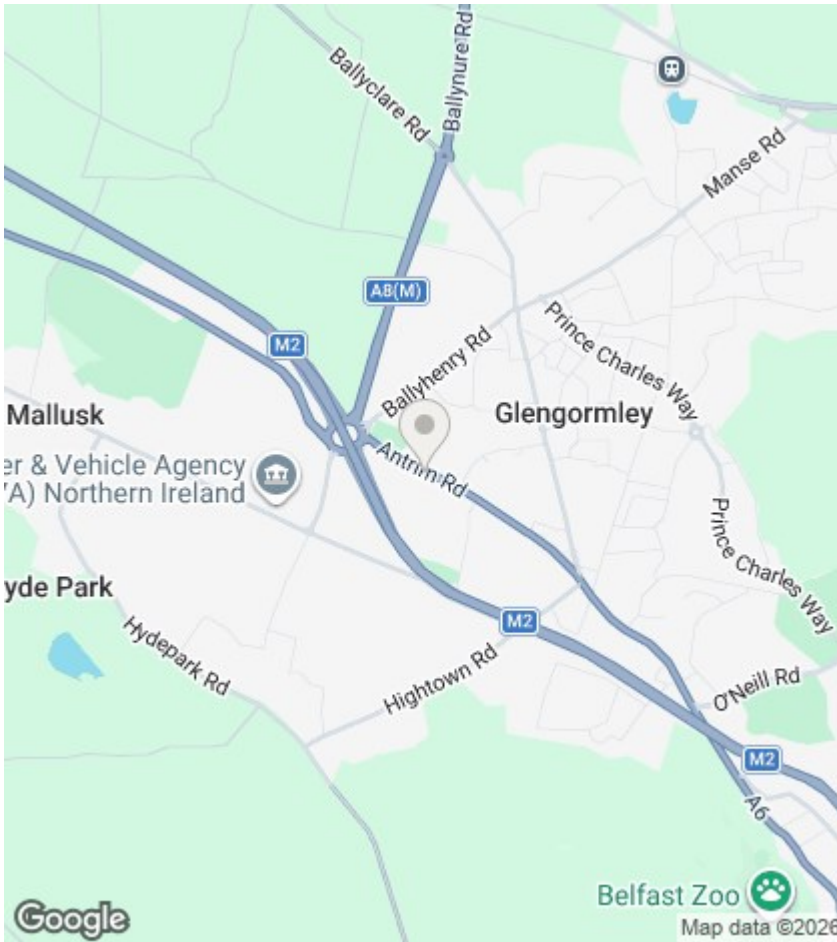 Ballynure Rd
Ballyclare Rd
Manse Rd
A8(M)
M2
Prince Charles Way
Ballyhenry Rd
Mallusk
Glengormley
er & Vehicle Agency
/A) Northern Ireland
Antrim Rd
Prince Charles Way
yde Park
M2
Hydepark Rd
Hightown Rd
O'Neill Rd
M2
A6
Belfast Zoo
Google
Map data ©2026